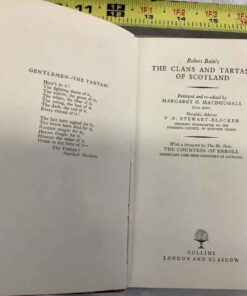 GENTLEMEN—THE TARTAN!
Here's to it!
The fighting sheen of it,
The yellow, the green of it,
The white, the blue of it,
The swing, the hue of it,
The dark, the red of it,
Every thread of it!
The fair have sighed for it,
The brave have died for it,
Foemen sought for it,
Heroes fought for it,
Honour the name of it,
Drink to the fame of it—
THE TARTAN!
Murdoch Maclean
Robert Bain's
THE CLANS AND TARTANS
OF SCOTLAND
Enlarged and re-edited by
MARGARET O. MACDOUGALL
Heraldic Adviser
P. E. STEWART-BLACKER
With a foreword by The Rt. Hon.
THE COUNTESS OF ERROLL
COLLINS
LONDON AND GLASGOW